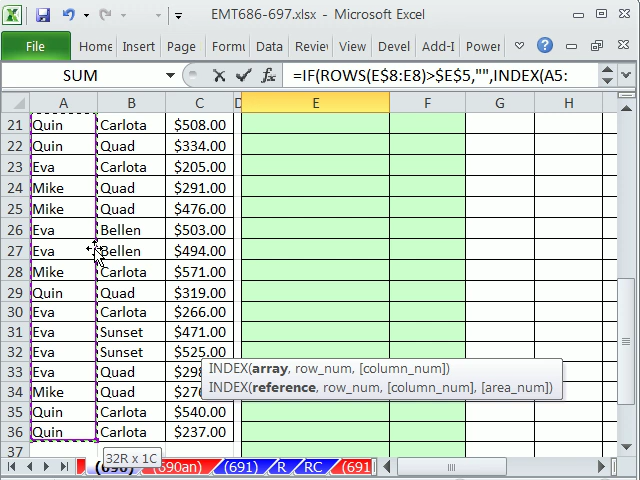 EMT686-697.xlsx - Microsoft Excel
File Home Insert Page Form Data Revie View Devel Add-I Power
SUM =IF(ROWS(E$8:E8)>$E$5,"",INDEX(A5:
A B C D E F G H
21 Quin Carlota $508.00
22 Quin Quad $334.00
23 Eva Carlota $205.00
24 Mike Quad $291.00
25 Mike Quad $476.00
26 Eva Bellen $503.00
27 Eva Bellen $494.00
28 Mike Carlota $571.00
29 Quin Quad $319.00
30 Eva Carlota $266.00
31 Eva Sunset $471.00
32 Eva Sunset $525.00
INDEX(array, row_num, [column_num])
33 Eva Quad $29
INDEX(reference, row_num, [column_num], [area_num])
34 Mike Quad $27
35 Quin Carlota $540.00
36 Quin Carlota $237.00
37
32R x 1C
(690) (690an) (691) R RC (691